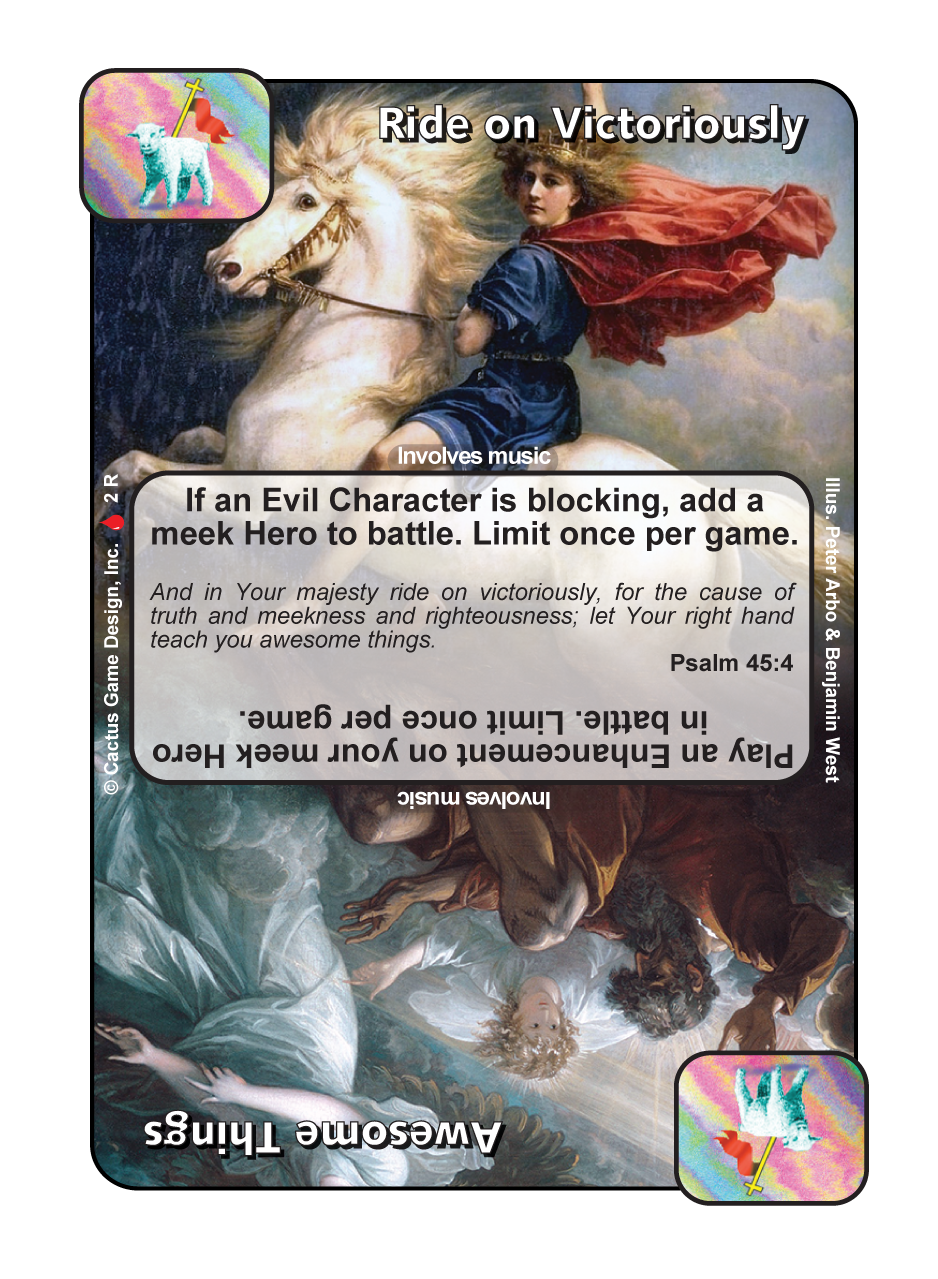 Ride on Victoriously
Involves music
If an Evil Character is blocking, add a
meek Hero to battle. Limit once per game.
And in Your majesty ride on victoriously, for the cause of
truth and meekness and righteousness; let Your right hand
teach you awesome things.
Psalm 45:4
Play an Enhancement on your meek Hero
in battle. Limit once per game.
Involves music
Awesome Things
© Cactus Game Design, Inc. 2 R
Illus. Peter Arbo & Benjamin West